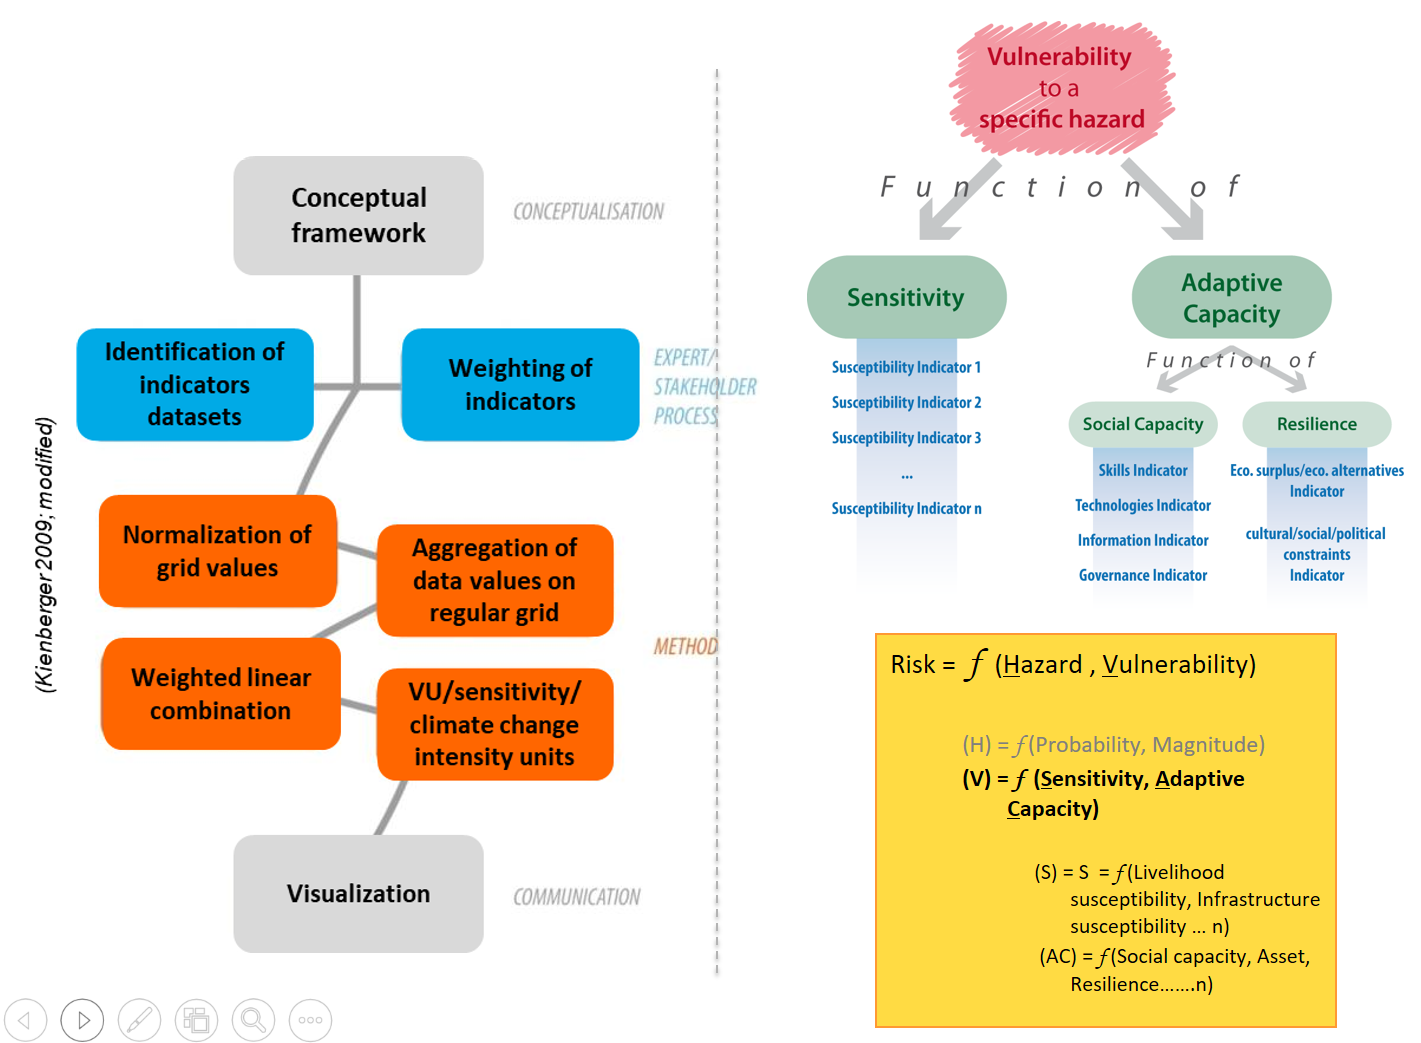 Conceptual
framework
CONCEPTUALISATION
Identification of
indicators
datasets
Weighting of
indicators
EXPERT/
STAKEHOLDER
PROCESS
(Kienberger 2009; modified)
Normalization of
grid values
Aggregation of
data values on
regular grid
METHOD
Weighted linear
combination
VU/sensitivity/
climate change
intensity units
Visualization
COMMUNICATION
Vulnerability
to a
specific hazard
Function of
Sensitivity
Susceptibility Indicator 1
Susceptibility Indicator 2
Susceptibility Indicator 3
...
Susceptibility Indicator n
Adaptive
Capacity
Function of
Social Capacity
Skills Indicator
Technologies Indicator
Information Indicator
Governance Indicator
Resilience
Eco. surplus/eco. alternatives
Indicator
cultural/social/political
constraints
Indicator
Risk = f (Hazard , Vulnerability)
(H) = f(Probability, Magnitude)
(V) = f (Sensitivity, Adaptive
Capacity)
(S) = S = f(Livelihood
susceptibility, Infrastructure
susceptibility ... n)
(AC) = f(Social capacity, Asset,
Resilience.......n)